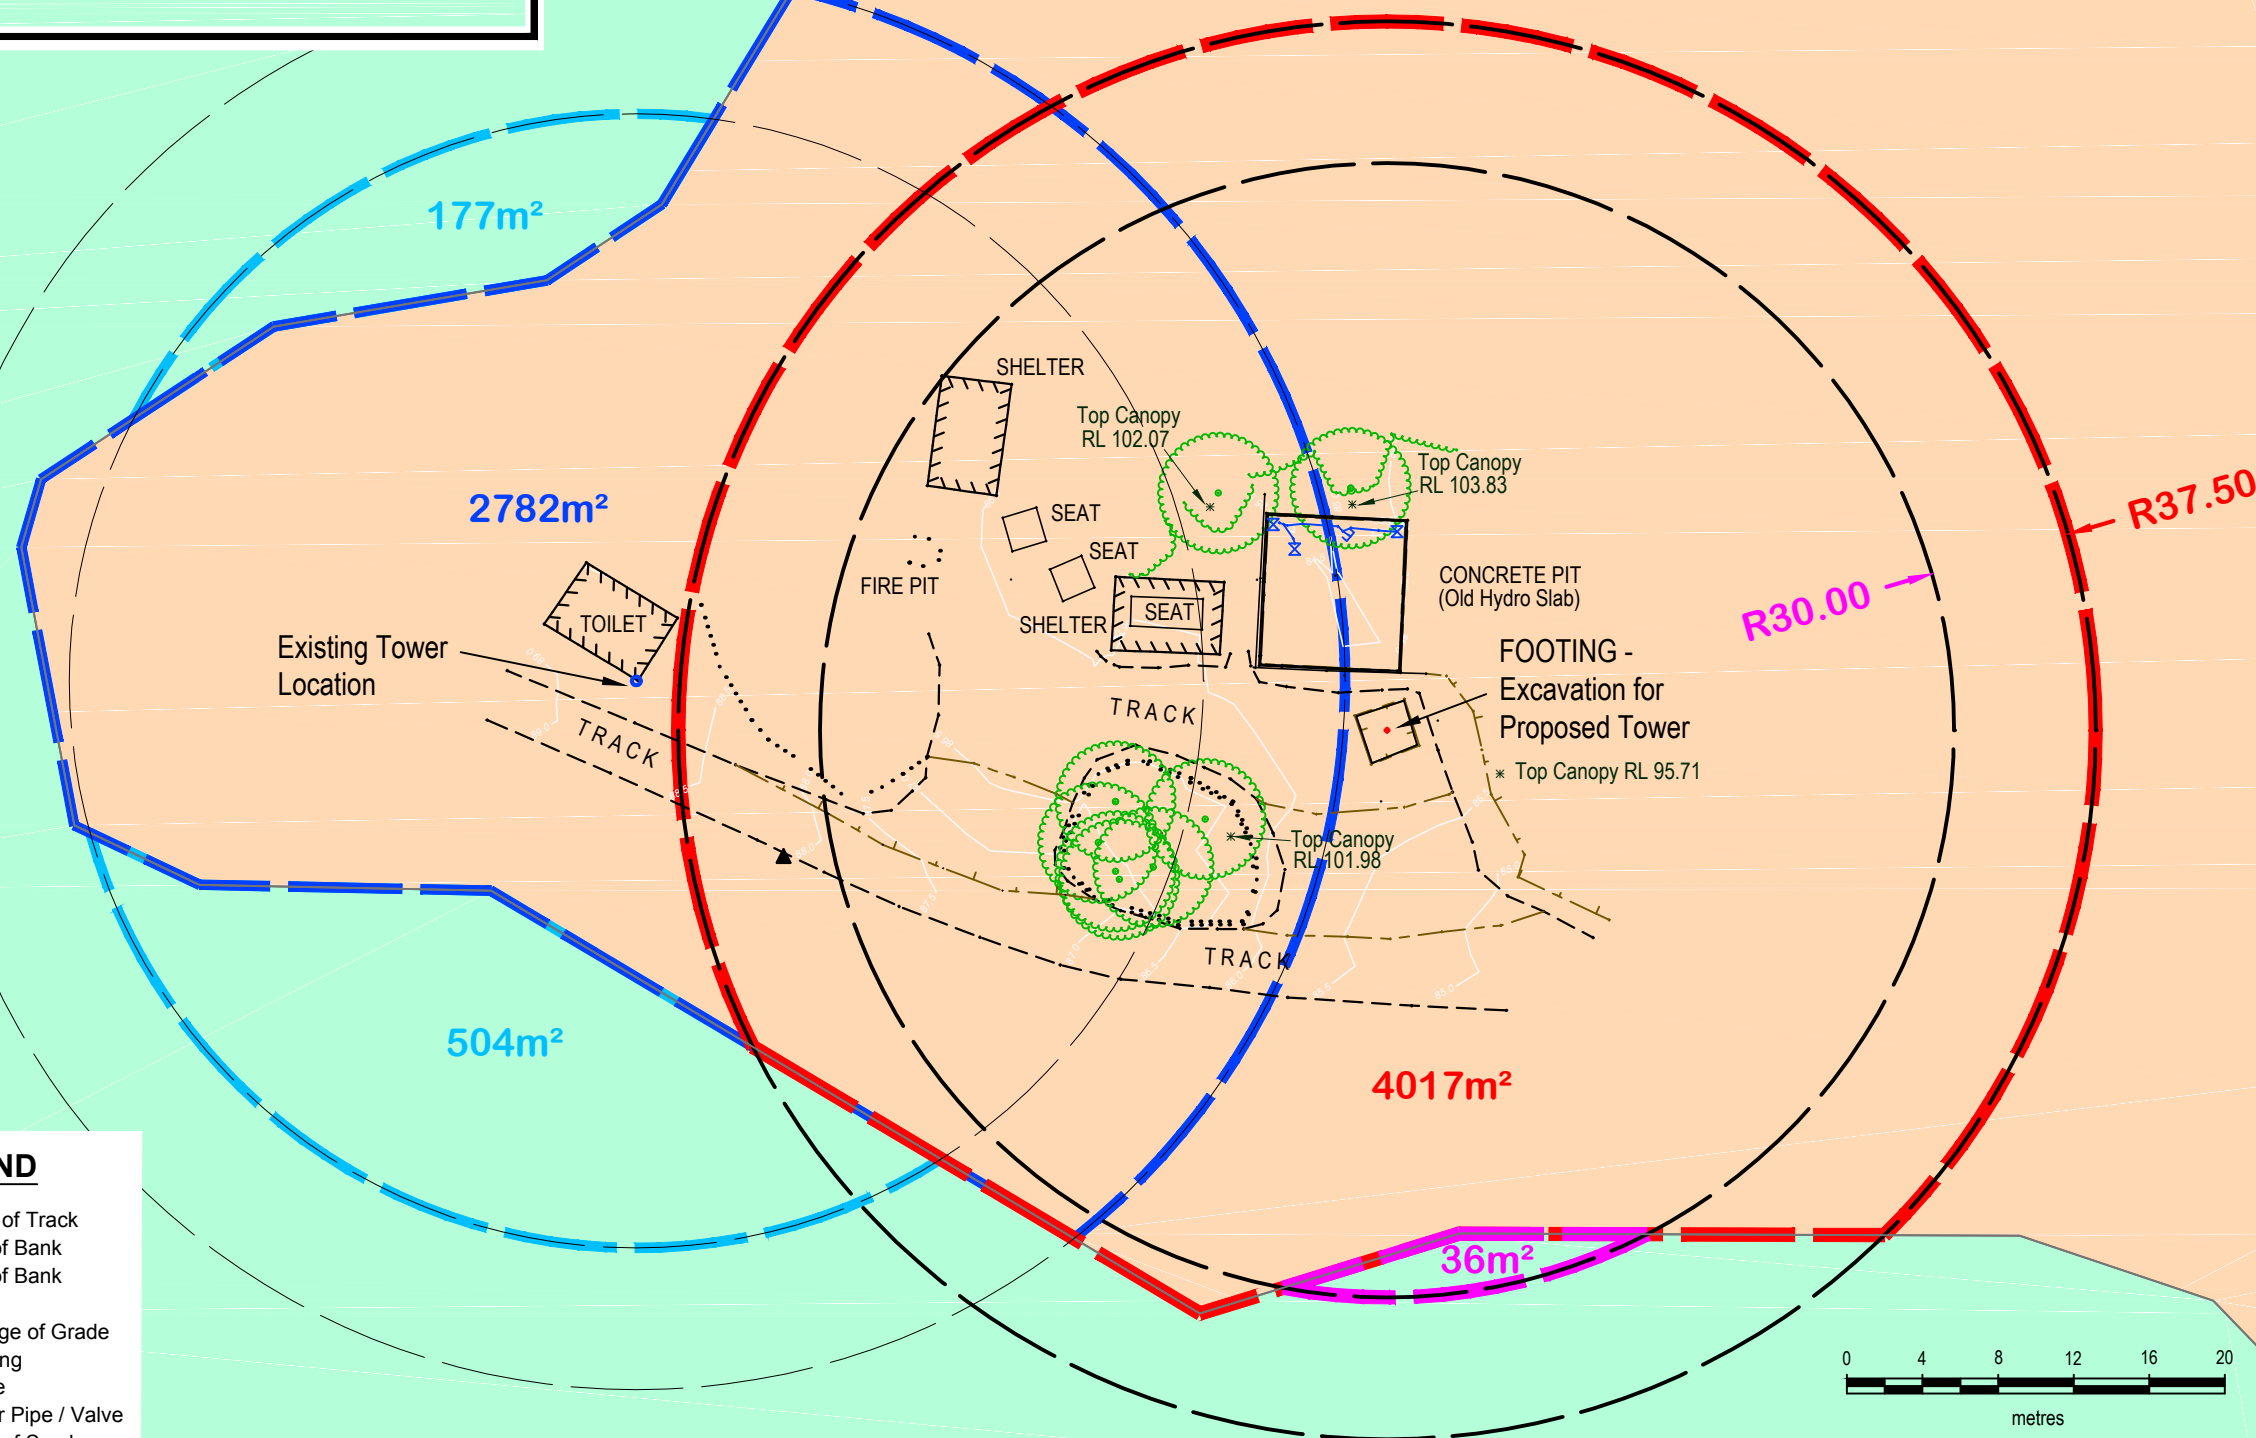 177m²
SHELTER
Top Canopy
RL 102.07
Top Canopy
RL 103.83
R37.50
2782m²
SEAT
SEAT
FIRE PIT
CONCRETE PIT
(Old Hydro Slab)
R30.00
TOILET
SHELTER
SEAT
Existing Tower
Location
FOOTING -
Excavation for
Proposed Tower
TRACK
TRACK
Top Canopy RL 95.71
Top Canopy
RL 101.98
TRACK
504m²
4017m²
36m²
ND
of Track
of Bank
of Bank
ge of Grade
ng
e
r Pipe / Valve
0 4 8 12 16 20
metres